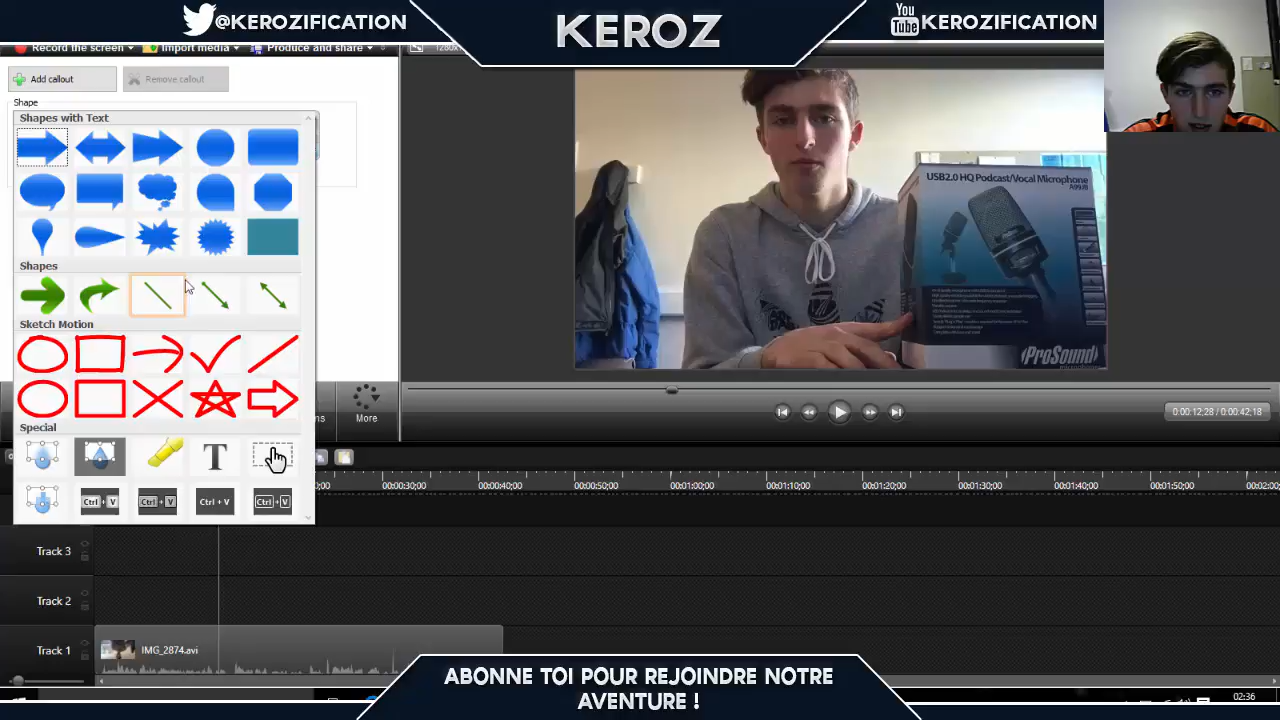 @KEROZIFICATION
KEROZ
You
Tube
KEROZIFICATION
Record the screen
Import media
Produce and share
Add callout
Remove callout
Shape
Shapes with Text
Shapes
Sketch Motion
Special
T
Ctrl + V
Ctrl + V
Ctrl + V
Ctrl + V
More
USB2.0 HQ Podcast/Vocal Microphone
ProSound
0:00:12;28 / 0:00:42;18
0:00:30;00
0:00:40;00
0:00:50;00
0:01:00;00
0:01:10;00
0:01:20;00
0:01:30;00
0:01:40;00
0:01:50;00
Track 3
Track 2
Track 1
IMG_2874.avi
ABONNE TOI POUR REJOINDRE NOTRE
AVENTURE !
02:36